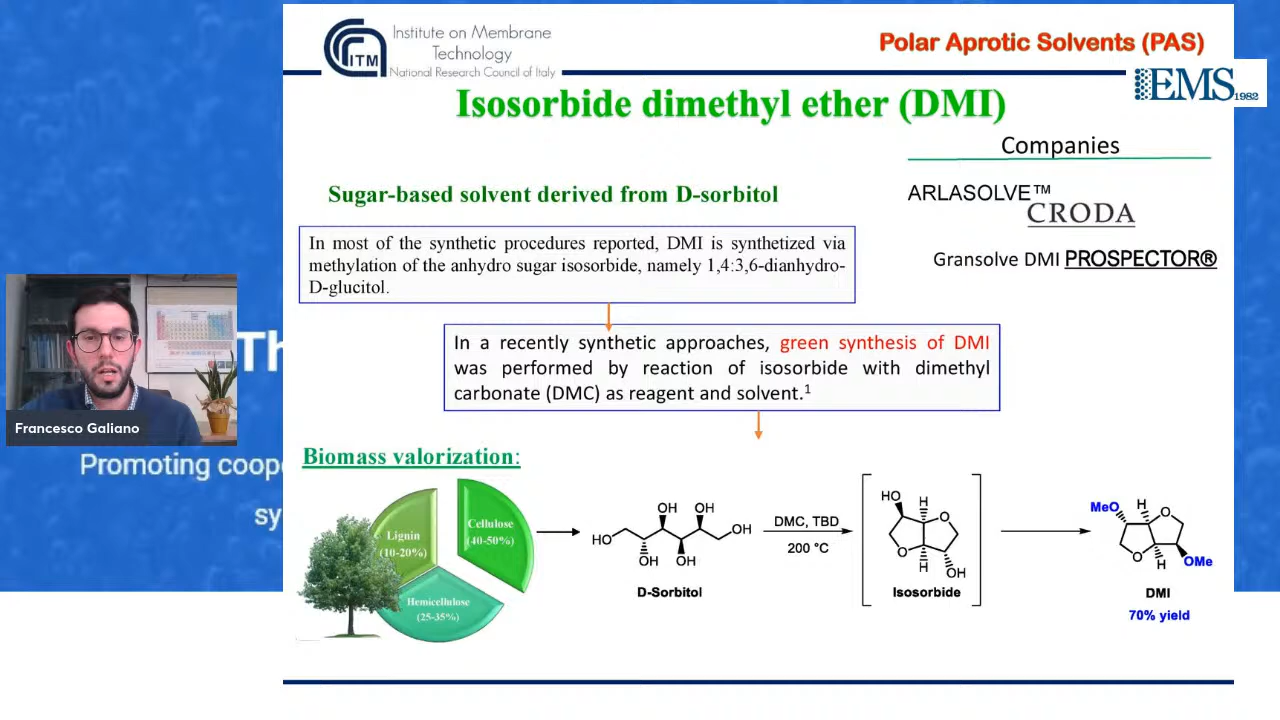 ITM
Institute on Membrane
Technology
National Research Council of Italy
Polar Aprotic Solvents (PAS)
EMS 1982
Isosorbide dimethyl ether (DMI)
Companies
Sugar-based solvent derived from D-sorbitol
ARLASOLVE™
CRODA
In most of the synthetic procedures reported, DMI is synthetized via
methylation of the anhydro sugar isosorbide, namely 1,4:3,6-dianhydro-
D-glucitol.
Gransolve DMI PROSPECTOR®
In a recently synthetic approaches, green synthesis of DMI
was performed by reaction of isosorbide with dimethyl
carbonate (DMC) as reagent and solvent.1
Th
Francesco Galiano
Promoting coope
sy
Biomass valorization:
Lignin
(10-20%)
Cellulose
(40-50%)
Hemicellulose
(25-35%)
HO
OH
OH
OH
OH
OH
D-Sorbitol
DMC, TBD
200 °C
HO
H
O
O
H
OH
Isosorbide
MeO
H
O
O
H
OMe
DMI
70% yield